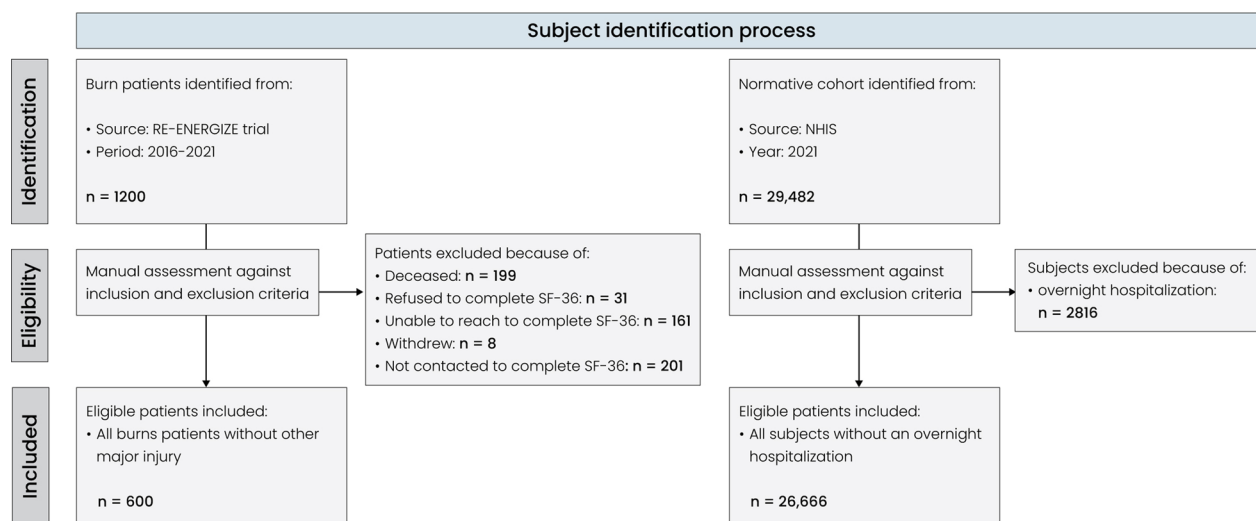 Subject identification process
Identification
Burn patients identified from:
• Source: RE-ENERGIZE trial
• Period: 2016-2021
n = 1200
Normative cohort identified from:
• Source: NHIS
• Year: 2021
n = 29,482
Eligibility
Manual assessment against
inclusion and exclusion criteria
Patients excluded because of:
• Deceased: n = 199
• Refused to complete SF-36: n = 31
• Unable to reach to complete SF-36: n = 161
• Withdrew: n = 8
• Not contacted to complete SF-36: n = 201
Manual assessment against
inclusion and exclusion criteria
Subjects excluded because of:
• overnight hospitalization:
n = 2816
Included
Eligible patients included:
• All burns patients without other
major injury
n = 600
Eligible patients included:
• All subjects without an overnight
hospitalization
n = 26,666